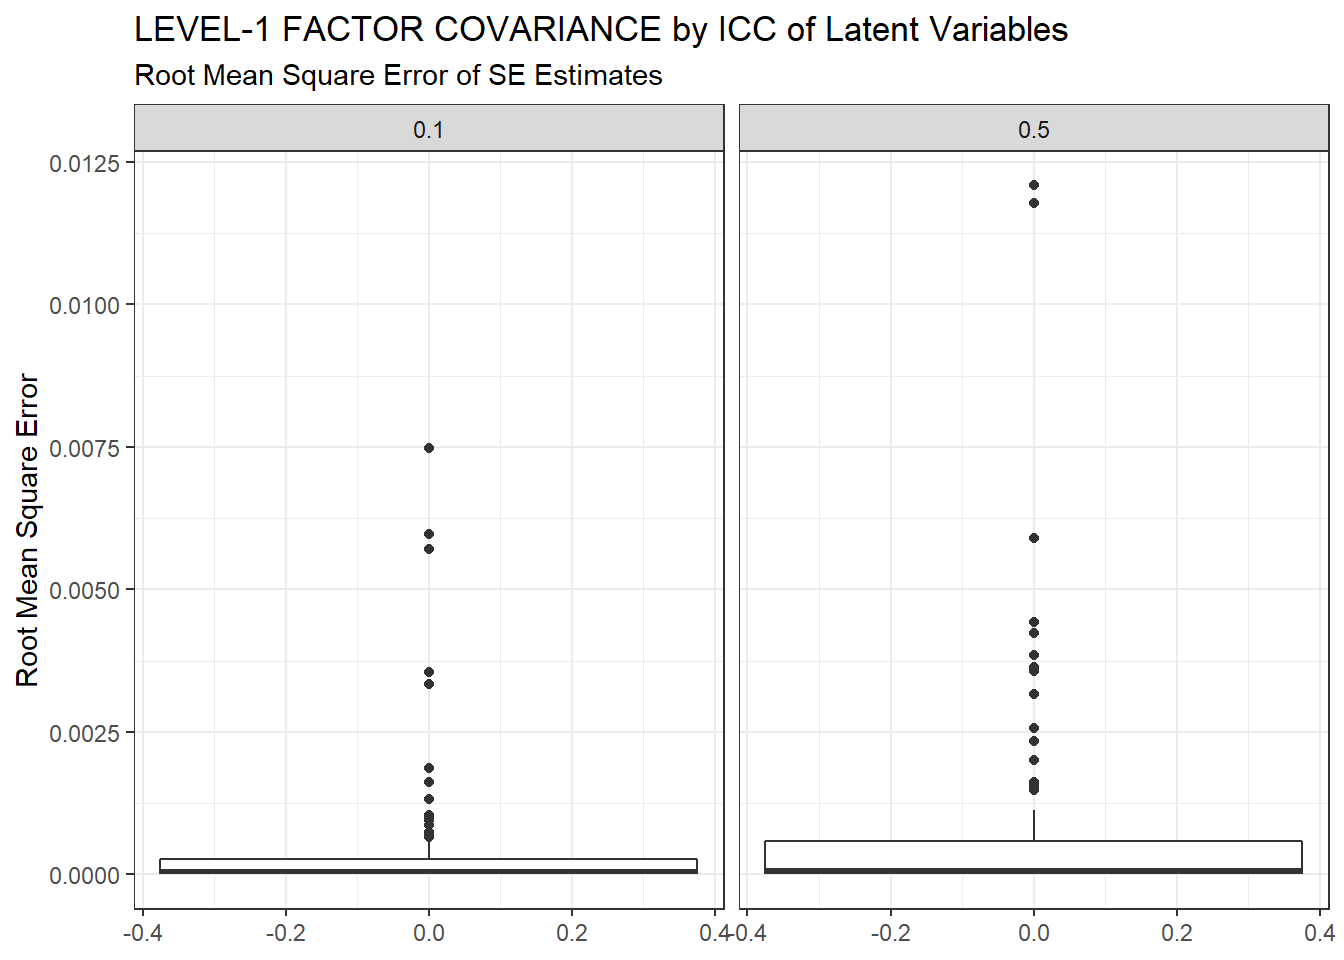 LEVEL-1 FACTOR COVARIANCE by ICC of Latent Variables
Root Mean Square Error of SE Estimates
0.1
0.5
Root Mean Square Error
0.0125
0.0100
0.0075
0.0050
0.0025
0.0000
-0.4 -0.2 0.0 0.2 0.4
-0.4 -0.2 0.0 0.2 0.4